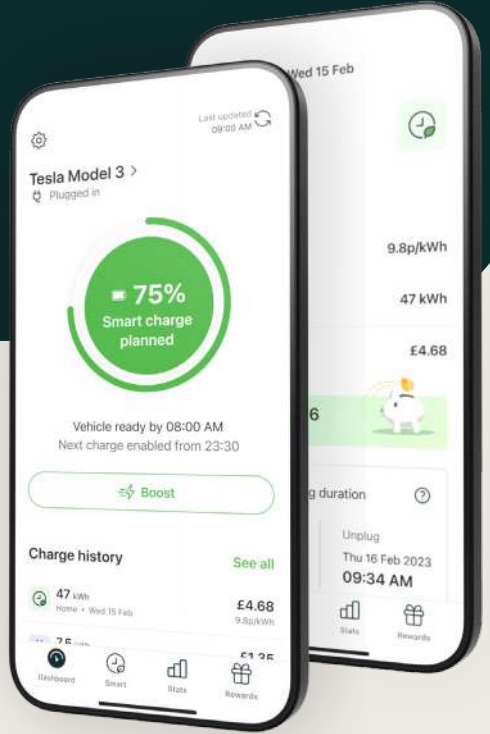 Last updated
09:00 AM
Tesla Model 3 >
Plugged in
75%
Smart charge
planned
Vehicle ready by 08:00 AM
Next charge enabled from 23:30
Boost
Charge history
See all
47 kWh
£4.68
Home • Wed 15 Feb
9.8p/kWh
£1.35
Dashboard
Smart
Stats
Rewards
Wed 15 Feb
9.8p/kWh
47 kWh
£4.68
6
g duration
?
Unplug
Thu 16 Feb 2023
09:34 AM
Stats
Rewards